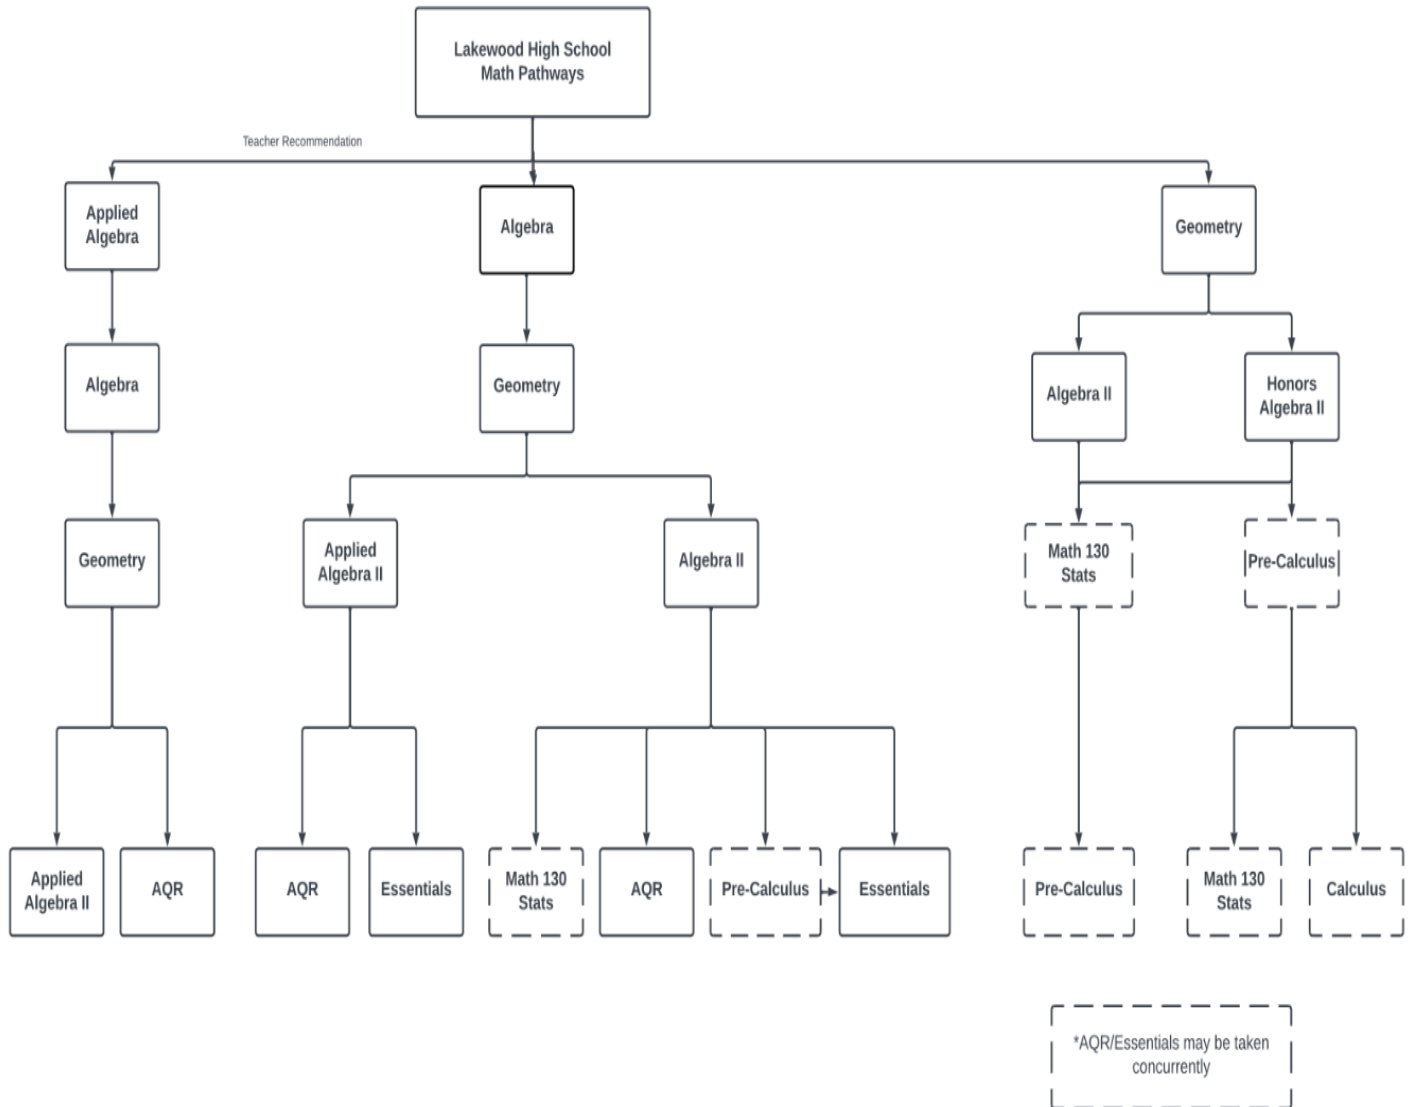 Lakewood High School
Math Pathways
Teacher Recommendation
Applied
Algebra
Algebra
Geometry
Algebra
Geometry
Algebra II
Honors
Algebra II
Geometry
Applied
Algebra II
Algebra II
Math 130
Stats
Pre-Calculus
Applied
Algebra II
AQR
AQR
Essentials
Math 130
Stats
AQR
Pre-Calculus
Essentials
Pre-Calculus
Math 130
Stats
Calculus
*AQR/Essentials may be taken
concurrently